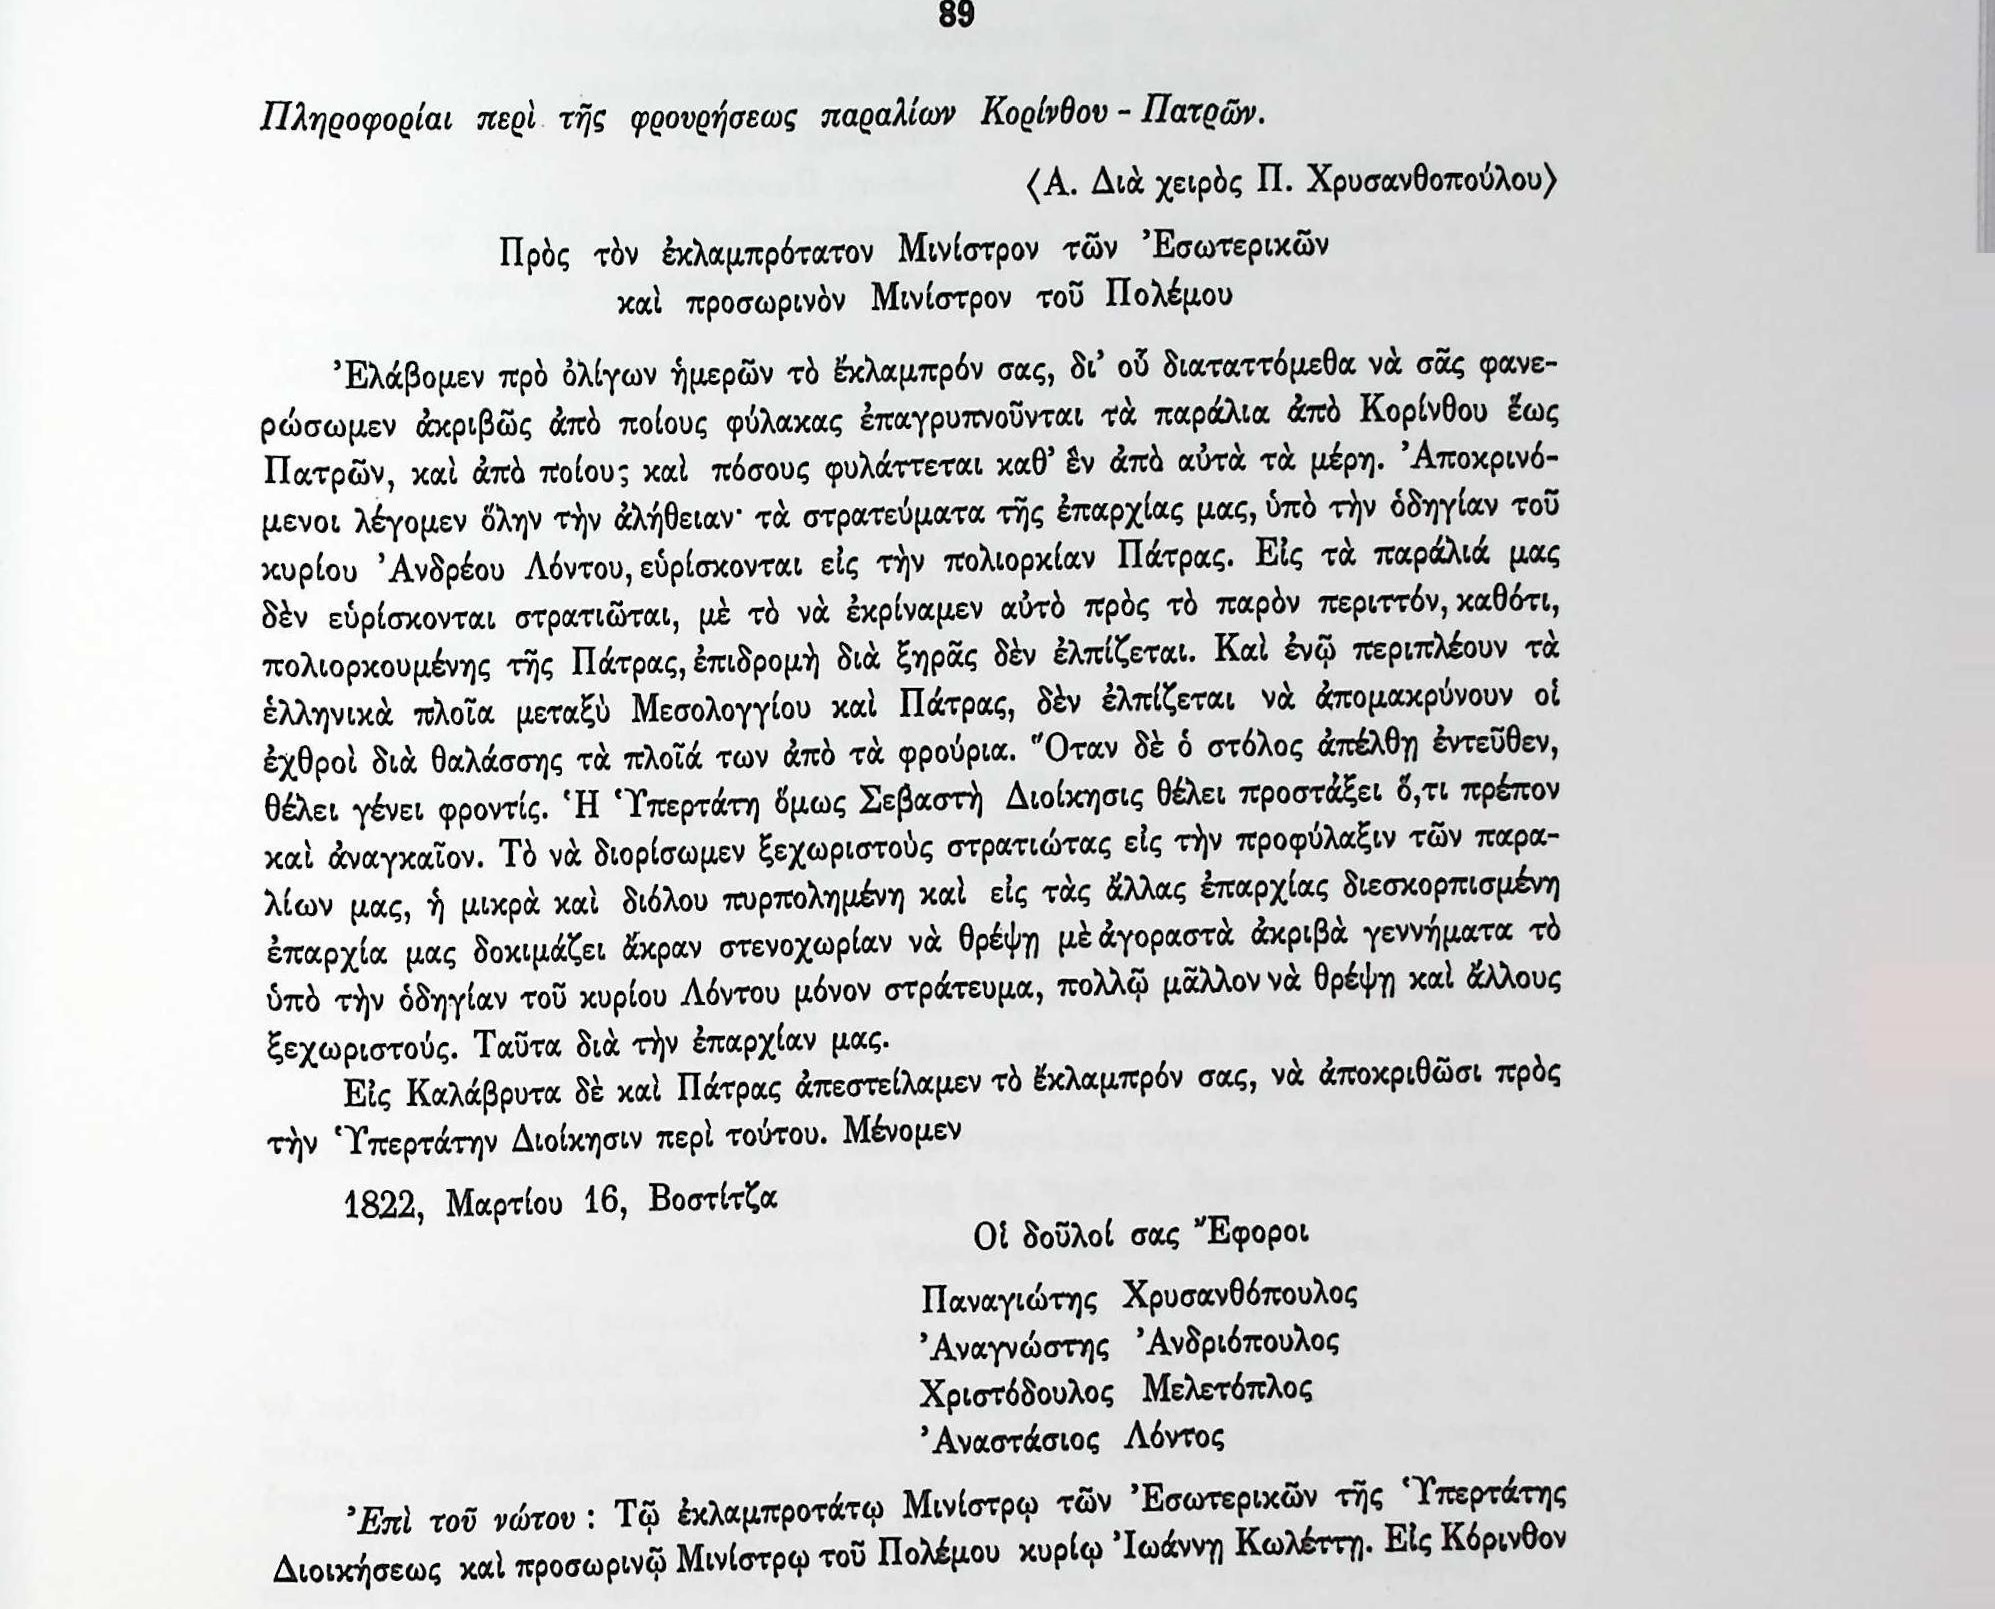 89
Πληροφορίαι περὶ τῆς φρουρήσεως παραλίων Κορίνθου - Πατρῶν.
⟨Α. Διὰ χειρὸς Π. Χρυσανθοπούλου⟩
Πρὸς τὸν ἐκλαμπρότατον Μινίστρον τῶν Ἐσωτερικῶν
καὶ προσωρινὸν Μινίστρον τοῦ Πολέμου
Ἐλάβομεν πρὸ ὀλίγων ἡμερῶν τὸ ἔκλαμπρόν σας, δι’ οὗ διαταττόμεθα νὰ σᾶς φανε-
ρώσωμεν ἀκριβῶς ἀπὸ ποίους φύλακας ἐπαγρυπνοῦνται τὰ παράλια ἀπὸ Κορίνθου ἕως
Πατρῶν, καὶ ἀπὸ ποίους καὶ πόσους φυλάττεται καθ’ ἓν ἀπὸ αὐτὰ τὰ μέρη. Ἀποκρινό-
μενοι λέγομεν ὅλην τὴν ἀλήθειαν· τὰ στρατεύματα τῆς ἐπαρχίας μας, ὑπὸ τὴν ὁδηγίαν τοῦ
κυρίου Ἀνδρέου Λόντου, εὑρίσκονται εἰς τὴν πολιορκίαν Πάτρας. Εἰς τὰ παράλιά μας
δὲν εὑρίσκονται στρατιῶται, μὲ τὸ νὰ ἐκρίναμεν αὐτὸ πρὸς τὸ παρὸν περιττόν, καθότι,
πολιορκουμένης τῆς Πάτρας, ἐπιδρομὴ διὰ ξηρᾶς δὲν ἐλπίζεται. Καὶ ἐνῷ περιπλέουν τὰ
ἑλληνικὰ πλοῖα μεταξὺ Μεσολογγίου καὶ Πάτρας, δὲν ἐλπίζεται νὰ ἀπομακρύνουν οἱ
ἐχθροὶ διὰ θαλάσσης τὰ πλοῖά των ἀπὸ τὰ φρούρια. Ὅταν δὲ ὁ στόλος ἀπέλθῃ ἐντεῦθεν,
θέλει γένει φροντίς. Ἡ Ὑπερτάτη ὅμως Σεβαστὴ Διοίκησις θέλει προστάξει ὅ,τι πρέπον
καὶ ἀναγκαῖον. Τὸ νὰ διορίσωμεν ξεχωριστοὺς στρατιώτας εἰς τὴν προφύλαξιν τῶν παρα-
λίων μας, ἡ μικρὰ καὶ διόλου πυρπολημένη καὶ εἰς τὰς ἄλλας ἐπαρχίας διεσκορπισμένη
ἐπαρχία μας δοκιμάζει ἄκραν στενοχωρίαν νὰ θρέψῃ μὲ ἀγοραστὰ ἀκριβὰ γεννήματα τὸ
ὑπὸ τὴν ὁδηγίαν τοῦ κυρίου Λόντου μόνον στράτευμα, πολλῷ μᾶλλον νὰ θρέψῃ καὶ ἄλλους
ξεχωριστούς. Ταῦτα διὰ τὴν ἐπαρχίαν μας.
Εἰς Καλάβρυτα δὲ καὶ Πάτρας ἀπεστείλαμεν τὸ ἔκλαμπρόν σας, νὰ ἀποκριθῶσι πρὸς
τὴν Ὑπερτάτην Διοίκησιν περὶ τούτου. Μένομεν
1822, Μαρτίου 16, Βοστίτζα
Οἱ δοῦλοί σας Ἔφοροι
Παναγιώτης Χρυσανθόπουλος
Ἀναγνώστης Ἀνδριόπουλος
Χριστόδουλος Μελετόπλος
Ἀναστάσιος Λόντος
Ἐπὶ τοῦ νώτου : Τῷ ἐκλαμπροτάτῳ Μινίστρῳ τῶν Ἐσωτερικῶν τῆς Ὑπερτάτης
Διοικήσεως καὶ προσωρινῷ Μινίστρῳ τοῦ Πολέμου κυρίῳ Ἰωάννῃ Κωλέττῃ. Εἰς Κόρινθον